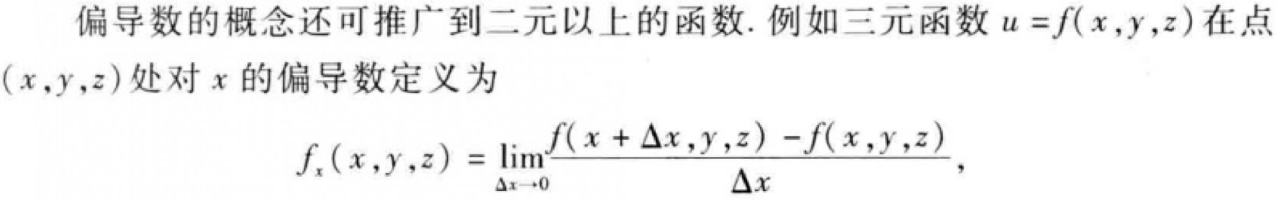 偏导数的概念还可推广到二元以上的函数. 例如三元函数 u = f(x,y,z) 在点
(x,y,z) 处对 x 的偏导数定义为
f_x(x,y,z) = lim_{Δx→0} \frac{f(x + Δx,y,z) - f(x,y,z)}{Δx},